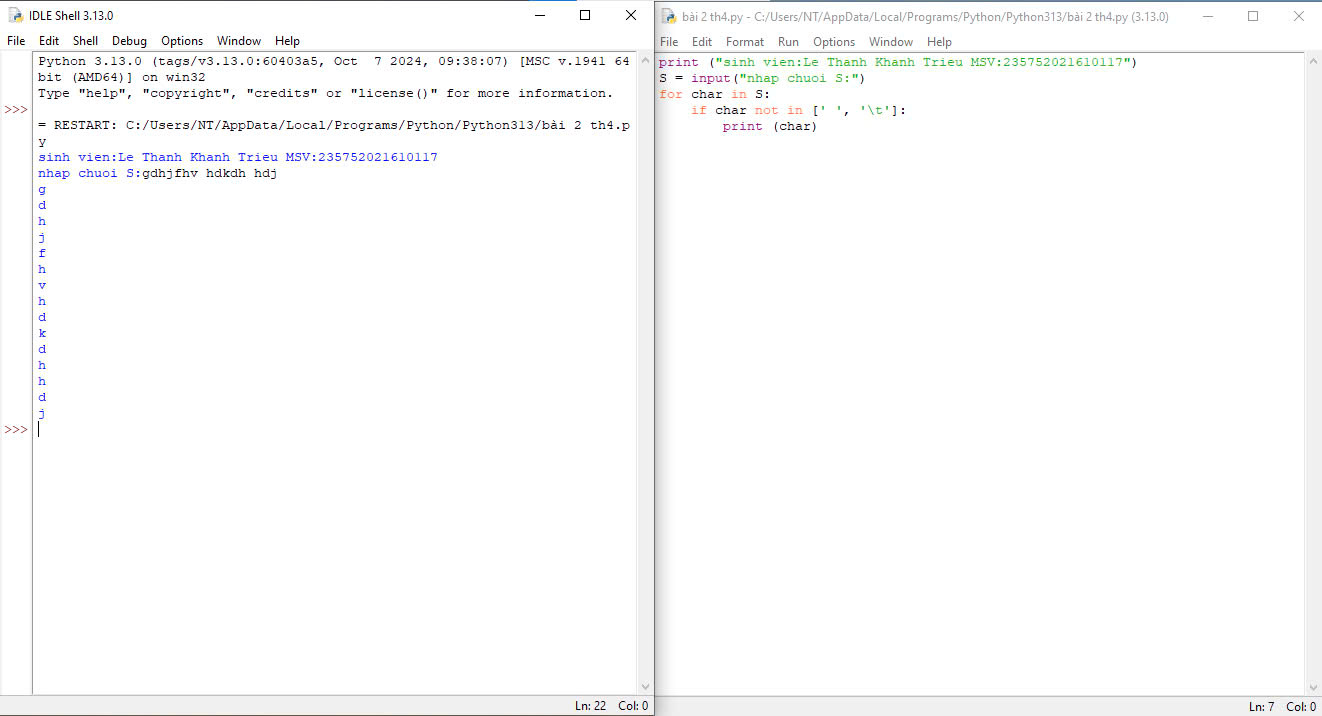 IDLE Shell 3.13.0
File Edit Shell Debug Options Window Help
Python 3.13.0 (tags/v3.13.0:60403a5, Oct  7 2024, 09:38:07) [MSC v.1941 64
bit (AMD64)] on win32
Type "help", "copyright", "credits" or "license()" for more information.
>>>
= RESTART: C:/Users/NT/AppData/Local/Programs/Python/Python313/bài 2 th4.p
y
sinh vien:Le Thanh Khanh Trieu MSV:235752021610117
nhap chuoi S:gdhjfhv hdkdh hdj
g
d
h
j
f
h
v
h
d
k
d
h
h
d
j
>>>
Ln: 22 Col: 0
bài 2 th4.py - C:/Users/NT/AppData/Local/Programs/Python/Python313/bài 2 th4.py (3.13.0)
File Edit Format Run Options Window Help
print ("sinh vien:Le Thanh Khanh Trieu MSV:235752021610117")
S = input("nhap chuoi S:")
for char in S:
    if char not in [' ', '\t']:
        print (char)
Ln: 7 Col: 0